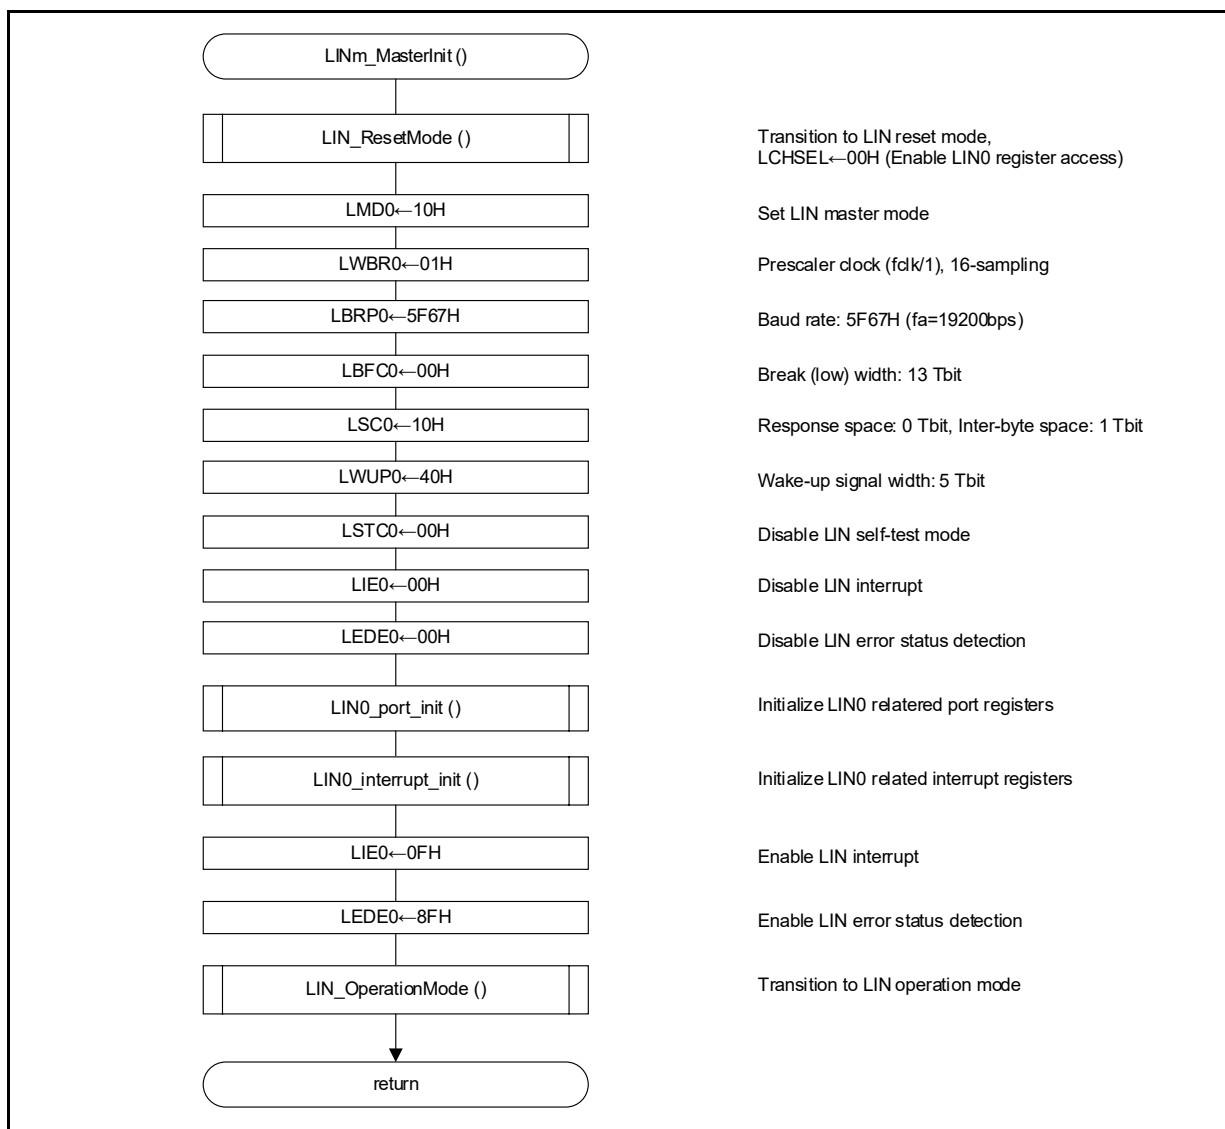 LINm_MasterInit ()
LIN_ResetMode ()
Transition to LIN reset mode,
LCHSEL←00H (Enable LIN0 register access)
LMD0←10H
Set LIN master mode
LWBR0←01H
Prescaler clock (fclk/1), 16-sampling
LBRP0←5F67H
Baud rate: 5F67H (fa=19200bps)
LBFC0←00H
Break (low) width: 13 Tbit
LSC0←10H
Response space: 0 Tbit, Inter-byte space: 1 Tbit
LWUP0←40H
Wake-up signal width: 5 Tbit
LSTC0←00H
Disable LIN self-test mode
LIE0←00H
Disable LIN interrupt
LEDE0←00H
Disable LIN error status detection
LIN0_port_init ()
Initialize LIN0 relatered port registers
LIN0_interrupt_init ()
Initialize LIN0 related interrupt registers
LIE0←0FH
Enable LIN interrupt
LEDE0←8FH
Enable LIN error status detection
LIN_OperationMode ()
Transition to LIN operation mode
return